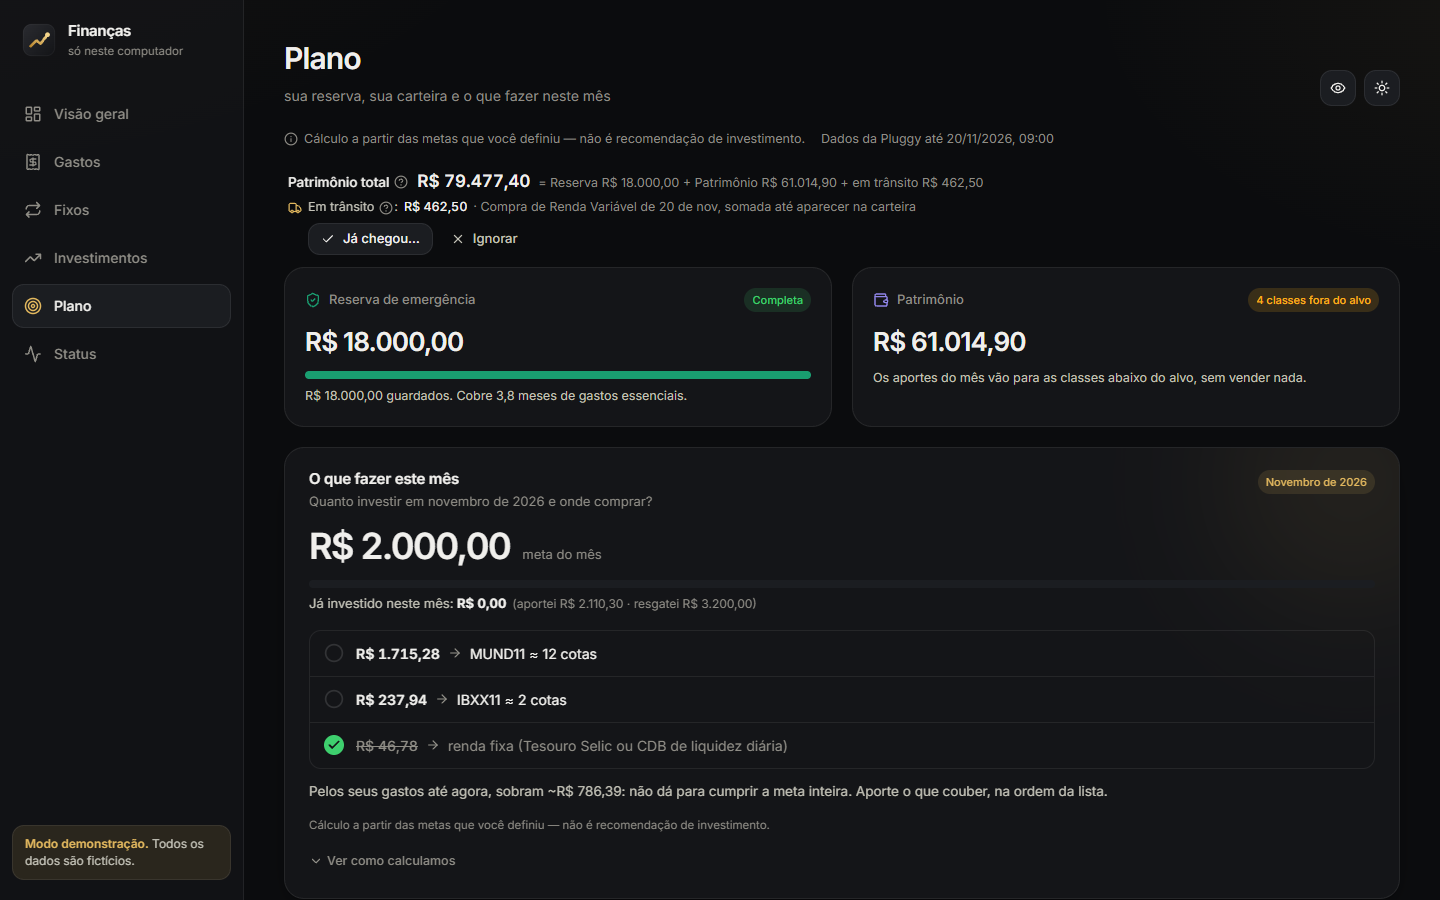 Finanças
só neste computador
Visão geral
Gastos
Fixos
Investimentos
Plano
Status
Modo demonstração. Todos os
dados são fictícios.
Plano
sua reserva, sua carteira e o que fazer neste mês
Cálculo a partir das metas que você definiu — não é recomendação de investimento. Dados da Pluggy até 20/11/2026, 09:00
Patrimônio total R$ 79.477,40 = Reserva R$ 18.000,00 + Patrimônio R$ 61.014,90 + em trânsito R$ 462,50
Em trânsito : R$ 462,50 · Compra de Renda Variável de 20 de nov, somada até aparecer na carteira
Já chegou... Ignorar
Reserva de emergência Completa
R$ 18.000,00
R$ 18.000,00 guardados. Cobre 3,8 meses de gastos essenciais.
Patrimônio 4 classes fora do alvo
R$ 61.014,90
Os aportes do mês vão para as classes abaixo do alvo, sem vender nada.
O que fazer este mês
Novembro de 2026
Quanto investir em novembro de 2026 e onde comprar?
R$ 2.000,00 meta do mês
Já investido neste mês: R$ 0,00 (aportei R$ 2.110,30 · resgatei R$ 3.200,00)
R$ 1.715,28 → MUND11 ≈ 12 cotas
R$ 237,94 → IBXX11 ≈ 2 cotas
R$ 46,78 → renda fixa (Tesouro Selic ou CDB de liquidez diária)
Pelos seus gastos até agora, sobram ~R$ 786,39: não dá para cumprir a meta inteira. Aporte o que couber, na ordem da lista.
Cálculo a partir das metas que você definiu — não é recomendação de investimento.
Ver como calculamos